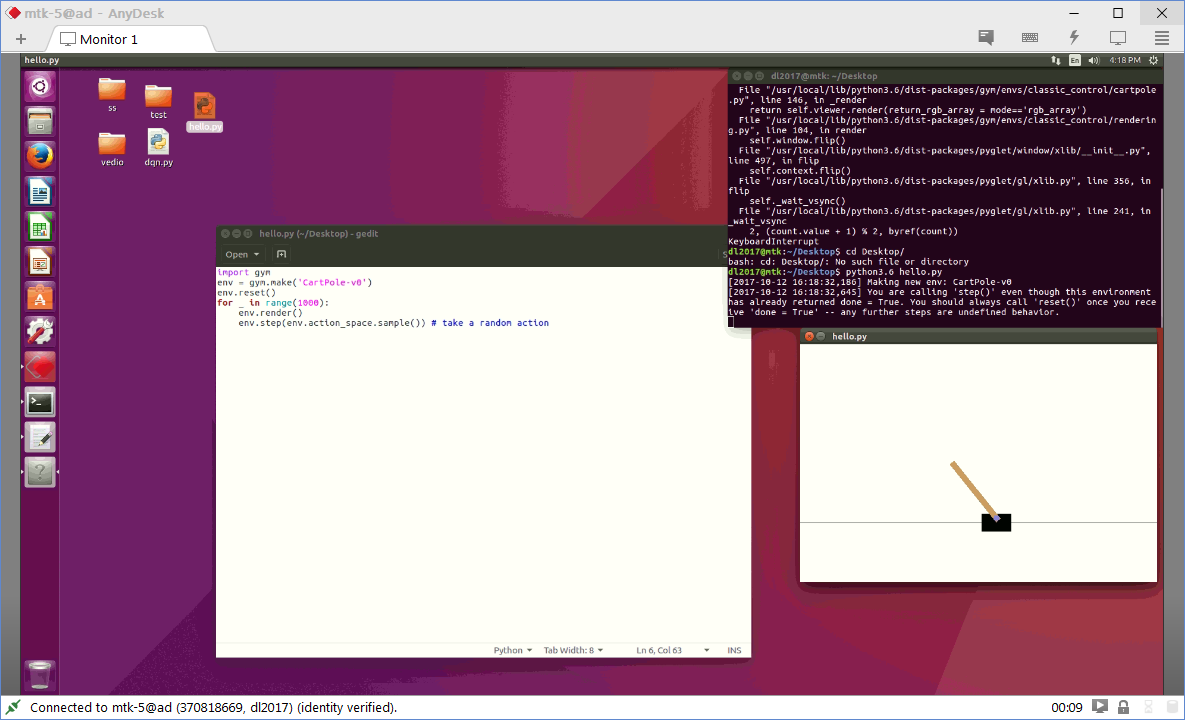 mtk-5@ad - AnyDesk
Monitor 1
hello.py
En
4:18 PM
ss
test
hello.py
vedio
dqn.py
dl2017@mtk: ~/Desktop
File "/usr/local/lib/python3.6/dist-packages/gym/envs/classic_control/cartpole
.py", line 146, in _render
return self.viewer.render(return_rgb_array = mode=='rgb_array')
File "/usr/local/lib/python3.6/dist-packages/gym/envs/classic_control/renderin
g.py", line 104, in render
self.window.flip()
File "/usr/local/lib/python3.6/dist-packages/pyglet/window/xlib/__init__.py",
line 497, in flip
self.context.flip()
File "/usr/local/lib/python3.6/dist-packages/pyglet/gl/xlib.py", line 356, in
flip
self._wait_vsync()
File "/usr/local/lib/python3.6/dist-packages/pyglet/gl/xlib.py", line 241, in
_wait_vsync
2, (count.value + 1) % 2, byref(count))
KeyboardInterrupt
dl2017@mtk:~/Desktop$ cd Desktop/
bash: cd: Desktop/: No such file or directory
dl2017@mtk:~/Desktop$ python3.6 hello.py
[2017-10-12 16:18:32,186] Making new env: CartPole-v0
[2017-10-12 16:18:32,645] You are calling 'step()' even though this environment
has already returned done = True. You should always call 'reset()' once you rece
ive 'done = True' -- any further steps are undefined behavior.
hello.py (~/Desktop) - gedit
Open
S
import gym
env = gym.make('CartPole-v0')
env.reset()
for _ in range(1000):
env.render()
env.step(env.action_space.sample()) # take a random action
Python
Tab Width: 8
Ln 6, Col 63
INS
hello.py
Connected to mtk-5@ad (370818669, dl2017) (identity verified).
00:09